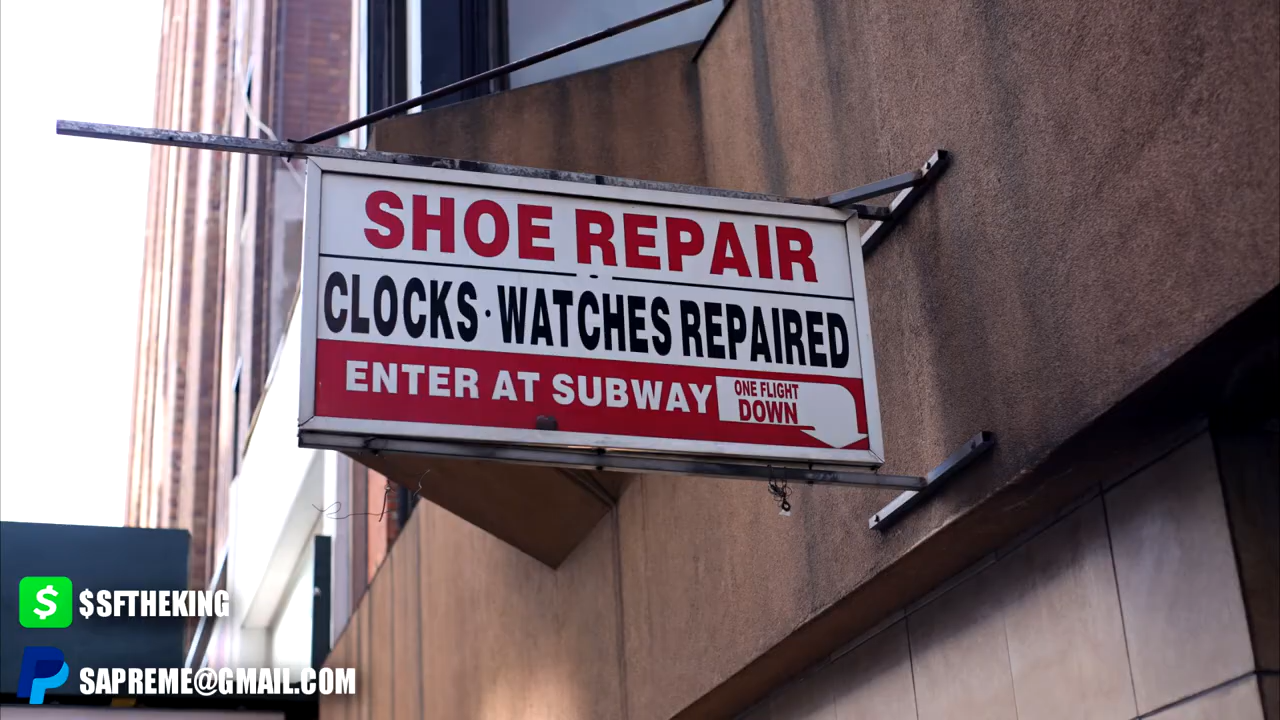 SHOE REPAIR
CLOCKS·WATCHES REPAIRED
ENTER AT SUBWAY
ONE FLIGHT
DOWN
$SFTHEKING
SAPREME@GMAIL.COM